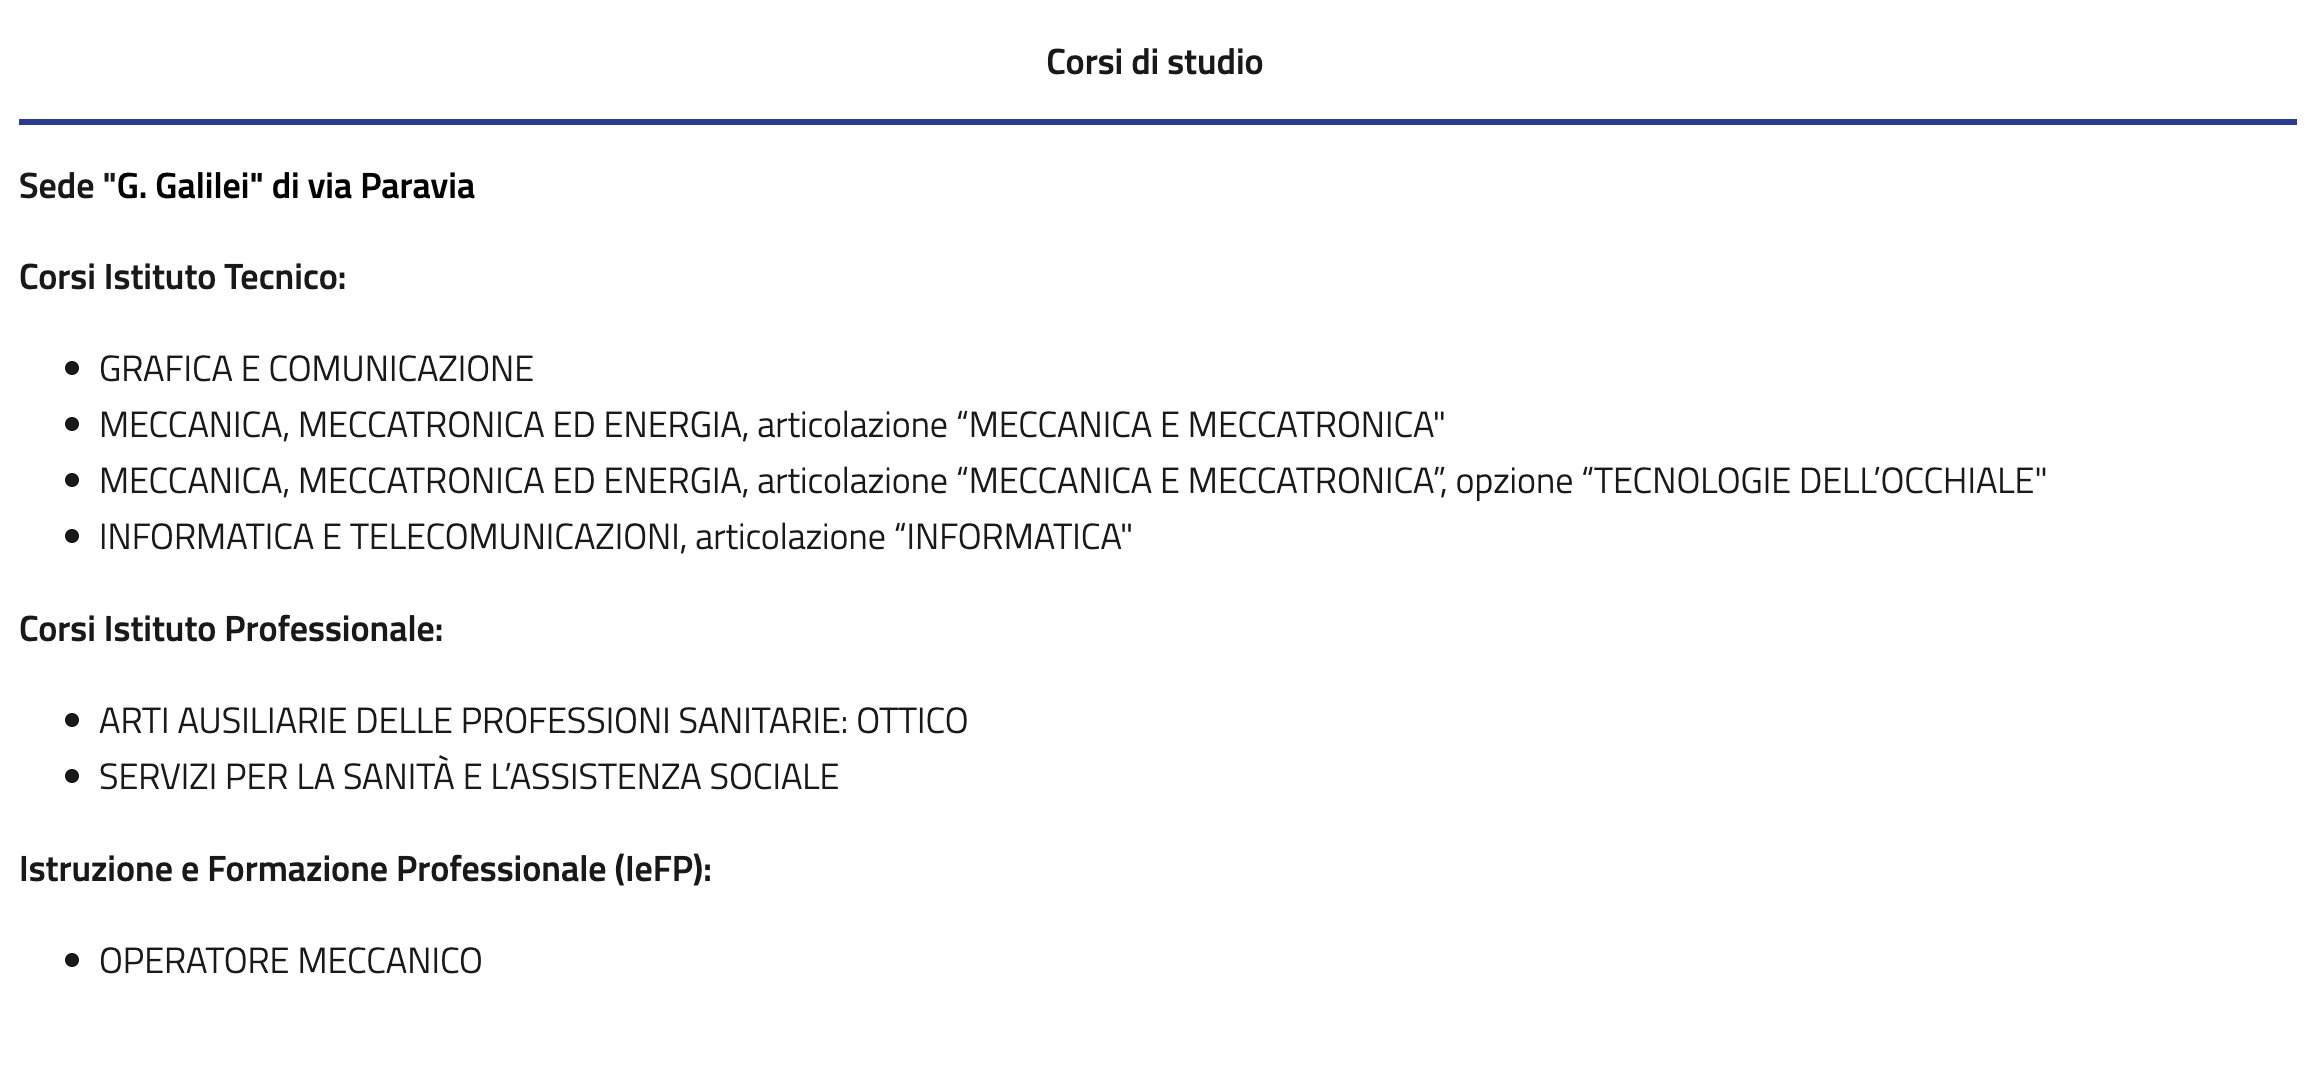 Corsi di studio
Sede "G. Galilei" di via Paravia
Corsi Istituto Tecnico:
GRAFICA E COMUNICAZIONE
MECCANICA, MECCATRONICA ED ENERGIA, articolazione “MECCANICA E MECCATRONICA"
MECCANICA, MECCATRONICA ED ENERGIA, articolazione “MECCANICA E MECCATRONICA”, opzione “TECNOLOGIE DELL’OCCHIALE"
INFORMATICA E TELECOMUNICAZIONI, articolazione “INFORMATICA"
Corsi Istituto Professionale:
ARTI AUSILIARIE DELLE PROFESSIONI SANITARIE: OTTICO
SERVIZI PER LA SANITÀ E L’ASSISTENZA SOCIALE
Istruzione e Formazione Professionale (IeFP):
OPERATORE MECCANICO